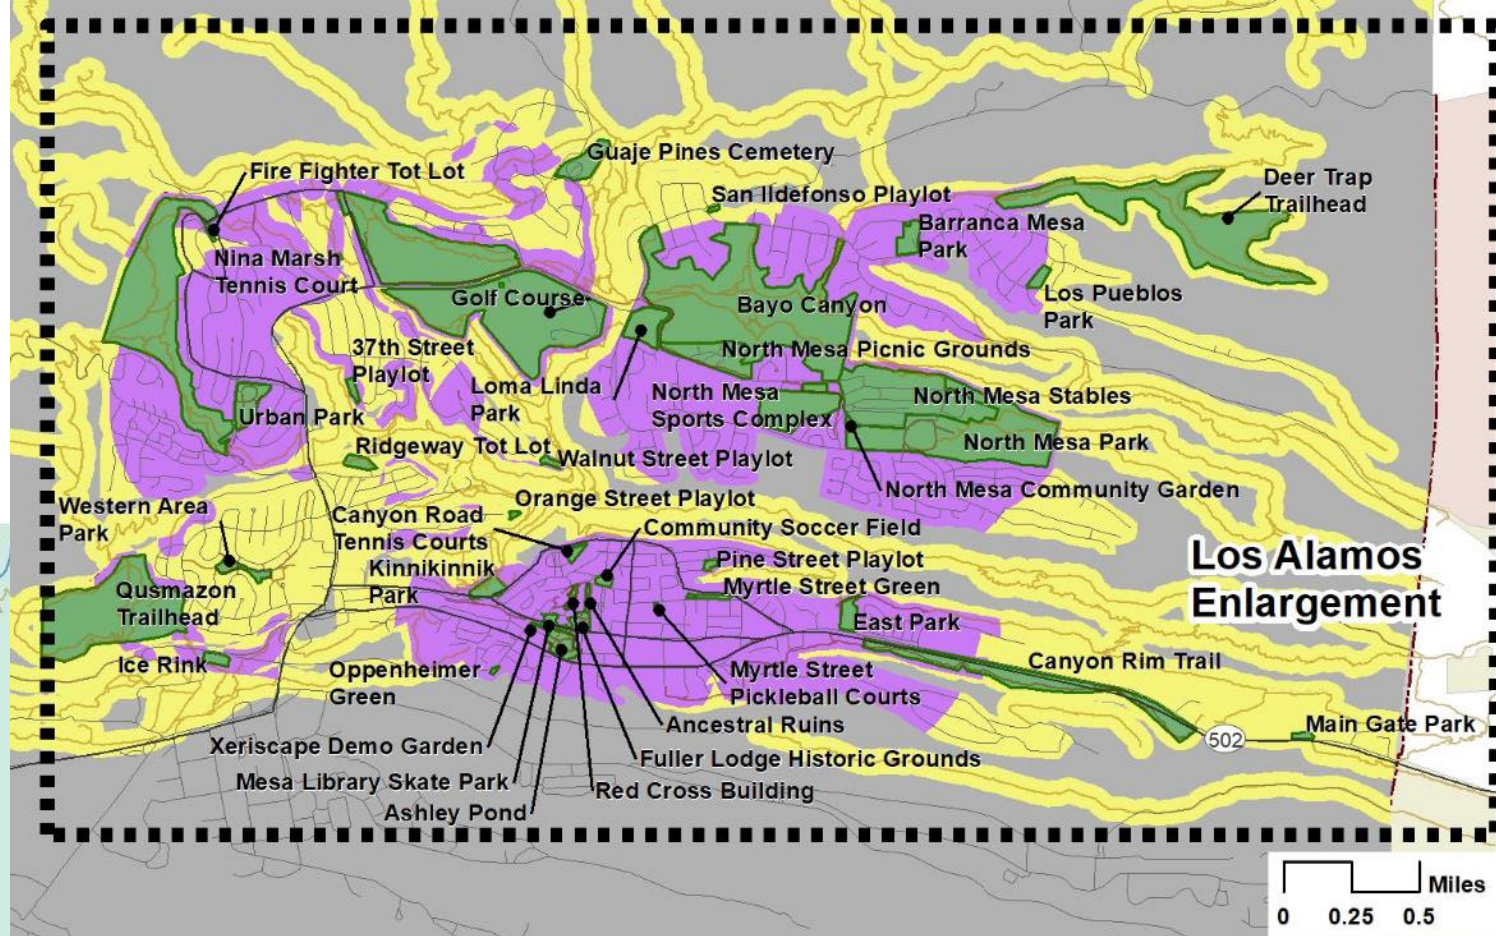 Guaje Pines Cemetery
Fire Fighter Tot Lot
Deer Trap
Trailhead
San Ildefonso Playlot
Barranca Mesa
Park
Nina Marsh
Tennis Court
Golf Course
Bayo Canyon
Los Pueblos
Park
37th Street
Playlot
North Mesa Picnic Grounds
Loma Linda
Park
North Mesa
Sports Complex
North Mesa Stables
Urban Park
North Mesa Park
Ridgeway Tot Lot
Walnut Street Playlot
North Mesa Community Garden
Western Area
Park
Orange Street Playlot
Canyon Road
Tennis Courts
Community Soccer Field
Kinnikinnik
Park
Pine Street Playlot
Myrtle Street Green
Los Alamos
Enlargement
Qusmazon
Trailhead
East Park
Ice Rink
Oppenheimer
Green
Myrtle Street
Pickleball Courts
Canyon Rim Trail
Ancestral Ruins
Main Gate Park
502
Xeriscape Demo Garden
Fuller Lodge Historic Grounds
Mesa Library Skate Park
Red Cross Building
Ashley Pond
Miles
0 0.25 0.5